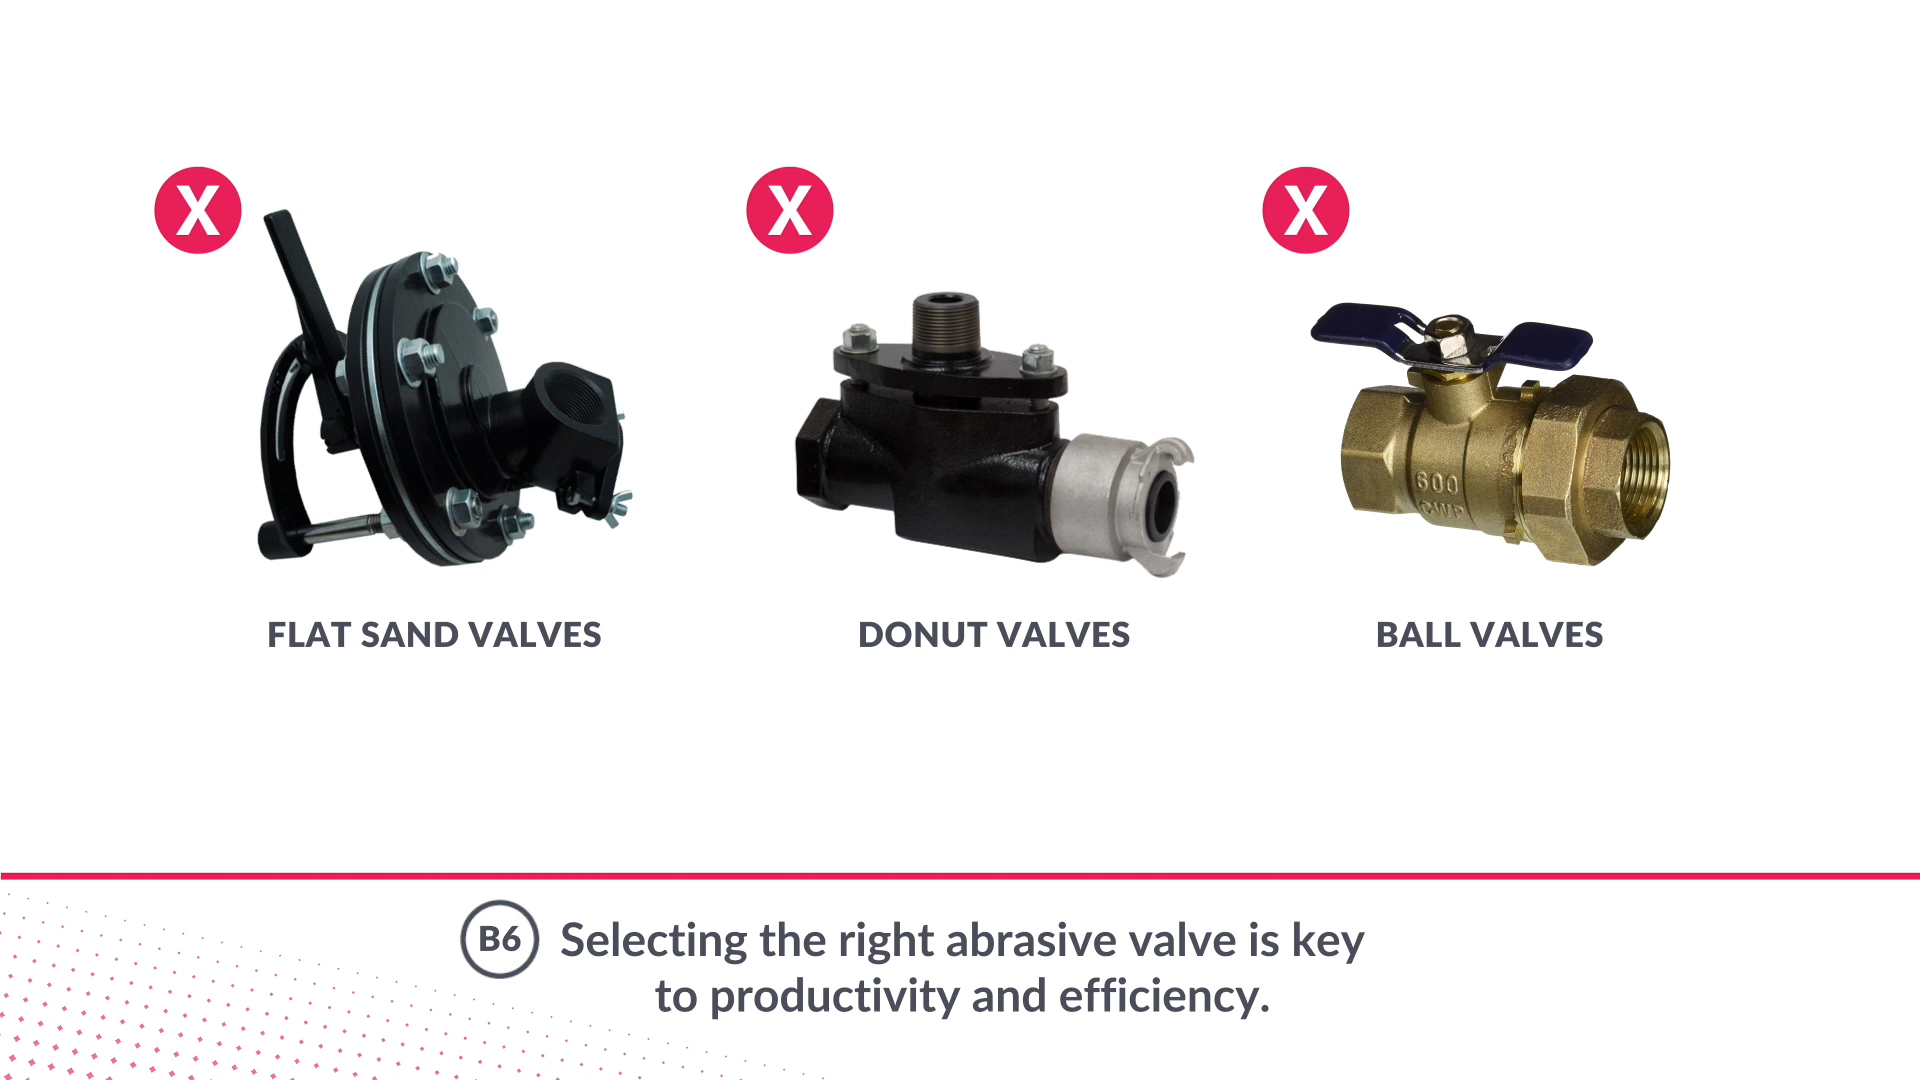 X
X
X
600
CWP
FLAT SAND VALVES
DONUT VALVES
BALL VALVES
B6
Selecting the right abrasive valve is key
to productivity and efficiency.